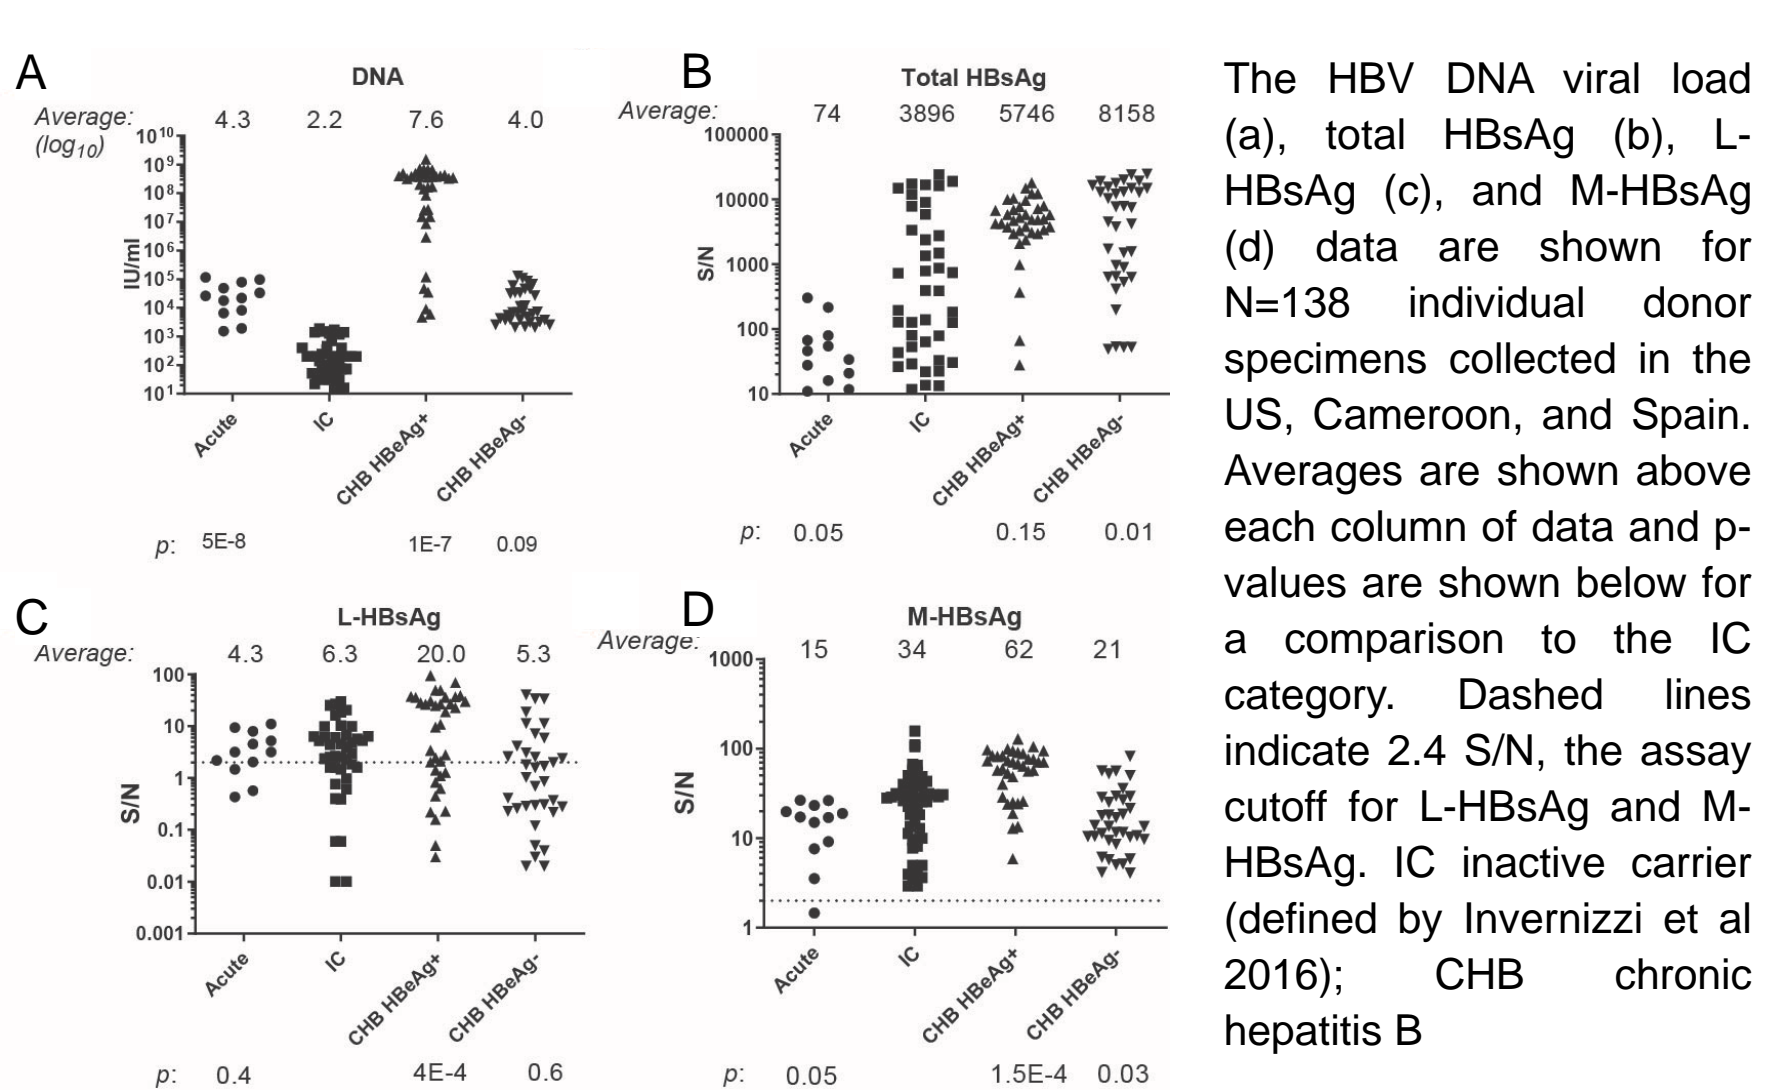 A
DNA
Average: 4.3 2.2 7.6 4.0
(log10)
IU/ml
10^10
10^9
10^8
10^7
10^6
10^5
10^4
10^3
10^2
10^1
Acute
IC
CHB HBeAg+
CHB HBeAg-
p: 5E-8 1E-7 0.09
B
Total HBsAg
Average: 74 3896 5746 8158
S/N
100000
10000
1000
100
10
Acute
IC
CHB HBeAg+
CHB HBeAg-
p: 0.05 0.15 0.01
C
L-HBsAg
Average: 4.3 6.3 20.0 5.3
S/N
100
10
1
0.1
0.01
0.001
Acute
IC
CHB HBeAg+
CHB HBeAg-
p: 0.4 4E-4 0.6
D
M-HBsAg
Average: 15 34 62 21
S/N
1000
100
10
1
Acute
IC
CHB HBeAg+
CHB HBeAg-
p: 0.05 1.5E-4 0.03
The HBV DNA viral load
(a), total HBsAg (b), L-
HBsAg (c), and M-HBsAg
(d) data are shown for
N=138 individual donor
specimens collected in the
US, Cameroon, and Spain.
Averages are shown above
each column of data and p-
values are shown below for
a comparison to the IC
category. Dashed lines
indicate 2.4 S/N, the assay
cutoff for L-HBsAg and M-
HBsAg. IC inactive carrier
(defined by Invernizzi et al
2016); CHB chronic
hepatitis B